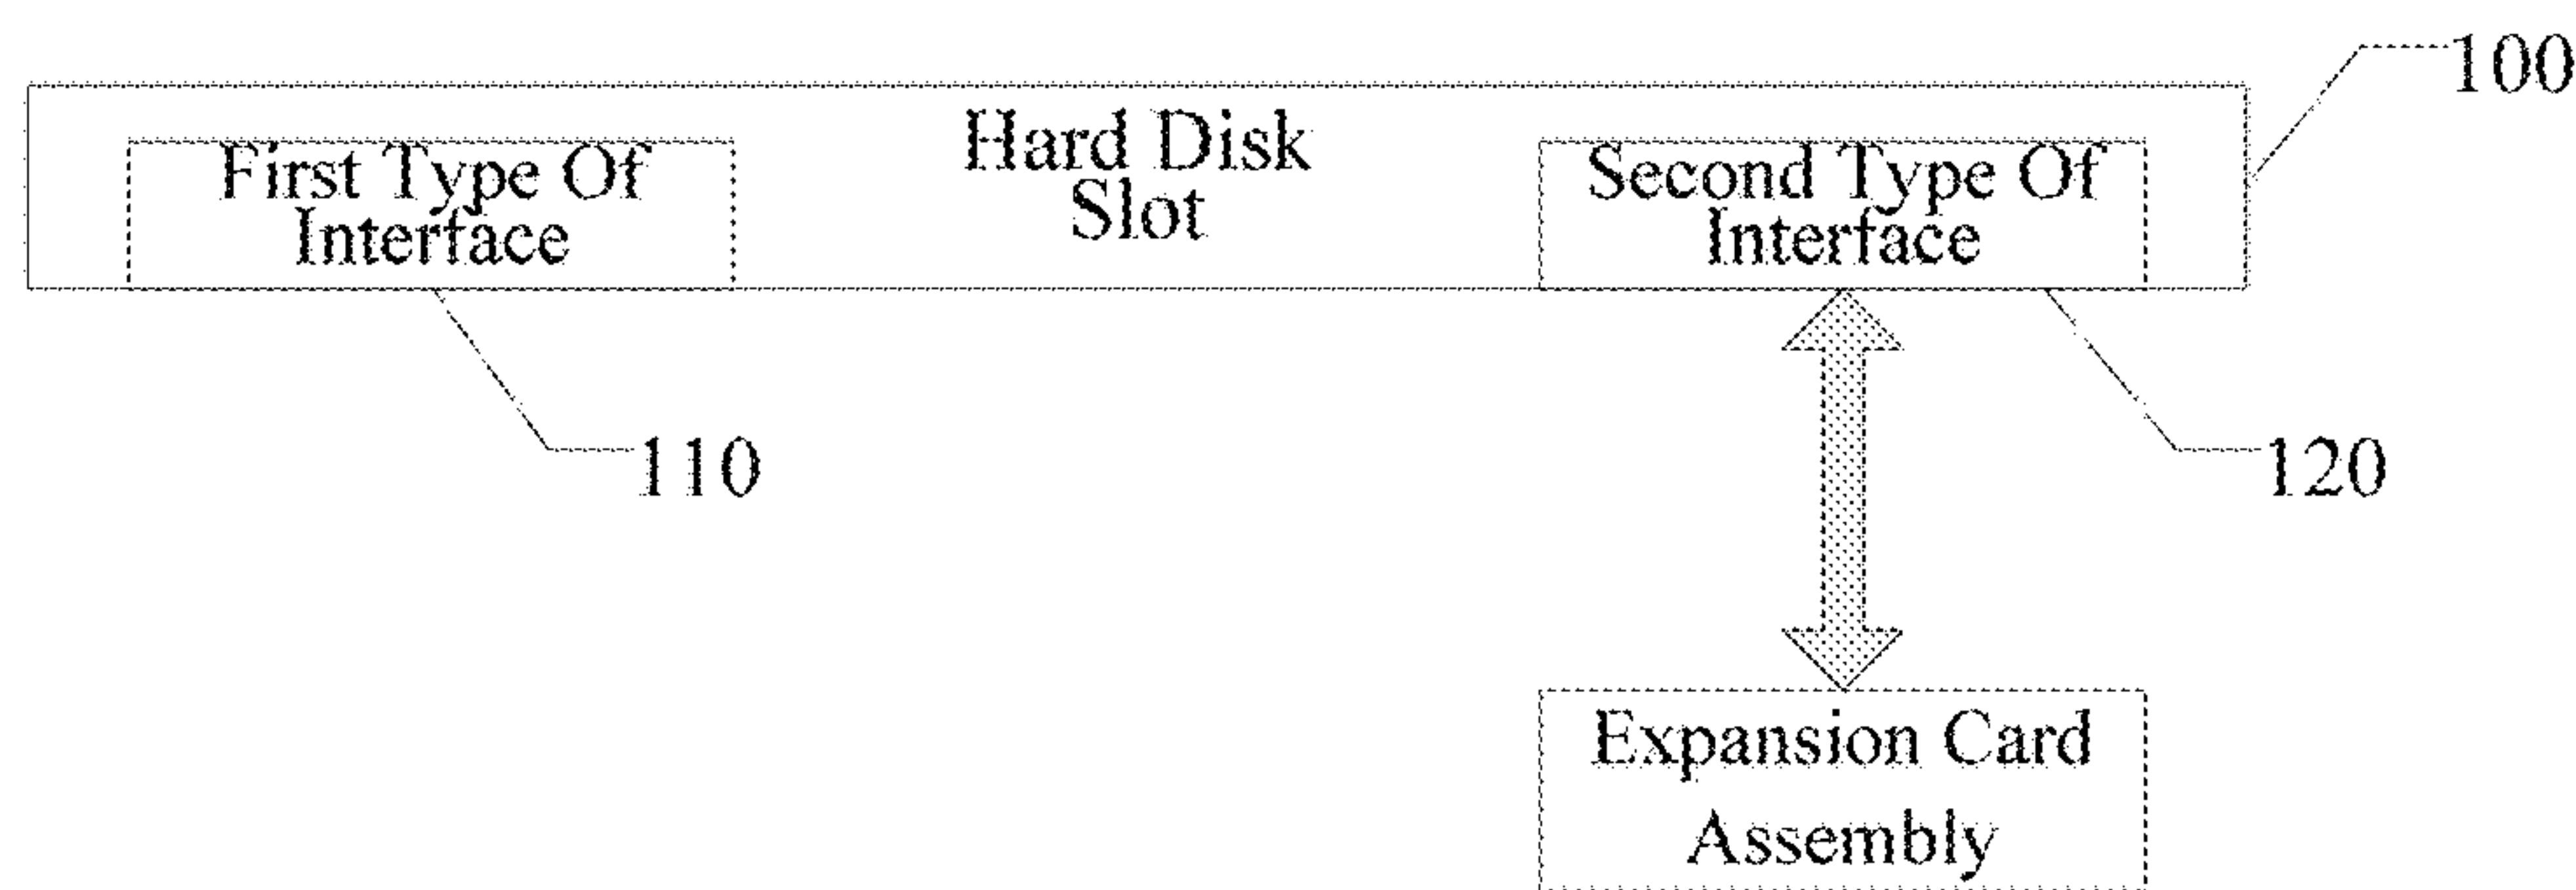 100
Hard Disk
Slot
First Type Of
Interface
Second Type Of
Interface
110
120
Expansion Card
Assembly